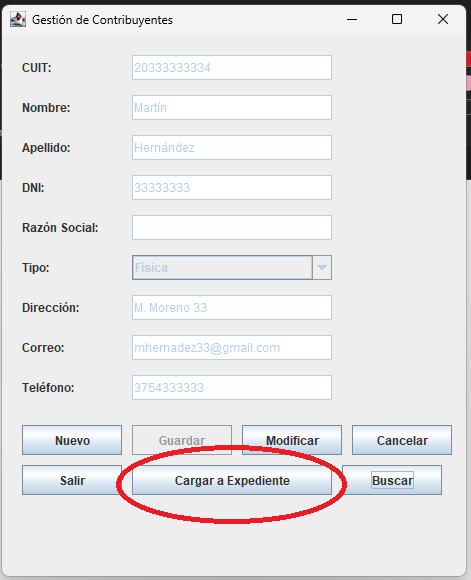 Gestión de Contribuyentes
CUIT: 20333333334
Nombre: Martín
Apellido: Hernández
DNI: 33333333
Razón Social:
Tipo: Física
Dirección: M. Moreno 33
Correo: mhernadez33@gmail.com
Teléfono: 3754333333
Nuevo Guardar Modificar Cancelar
Salir Cargar a Expediente Buscar